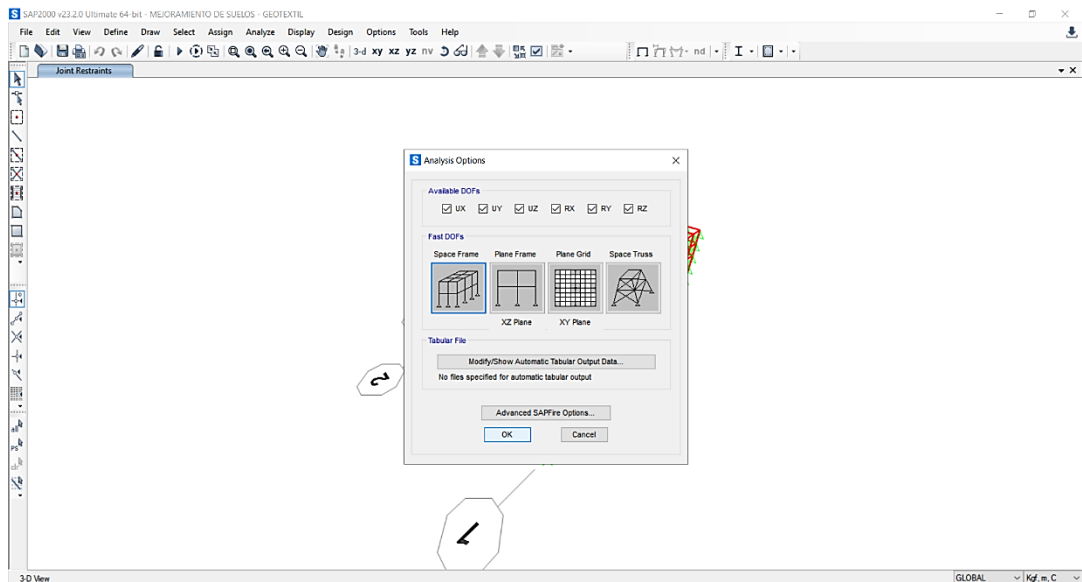 S SAP2000 v23.2.0 Ultimate 64-bit - MEJORAMIENTO DE SUELOS - GEOTEXTIL
File Edit View Define Draw Select Assign Analyze Display Design Options Tools Help
3-d xy xz yz nv nd I
Joint Restraints
S Analysis Options
Available DOFs
UX UY UZ RX RY RZ
Fast DOFs
Space Frame Plane Frame Plane Grid Space Truss
XZ Plane XY Plane
Tabular File
Modify/Show Automatic Tabular Output Data...
No files specified for automatic tabular output
Advanced SAPFire Options...
OK Cancel
2
1
all
PS
3-D View GLOBAL Kgf, m, C